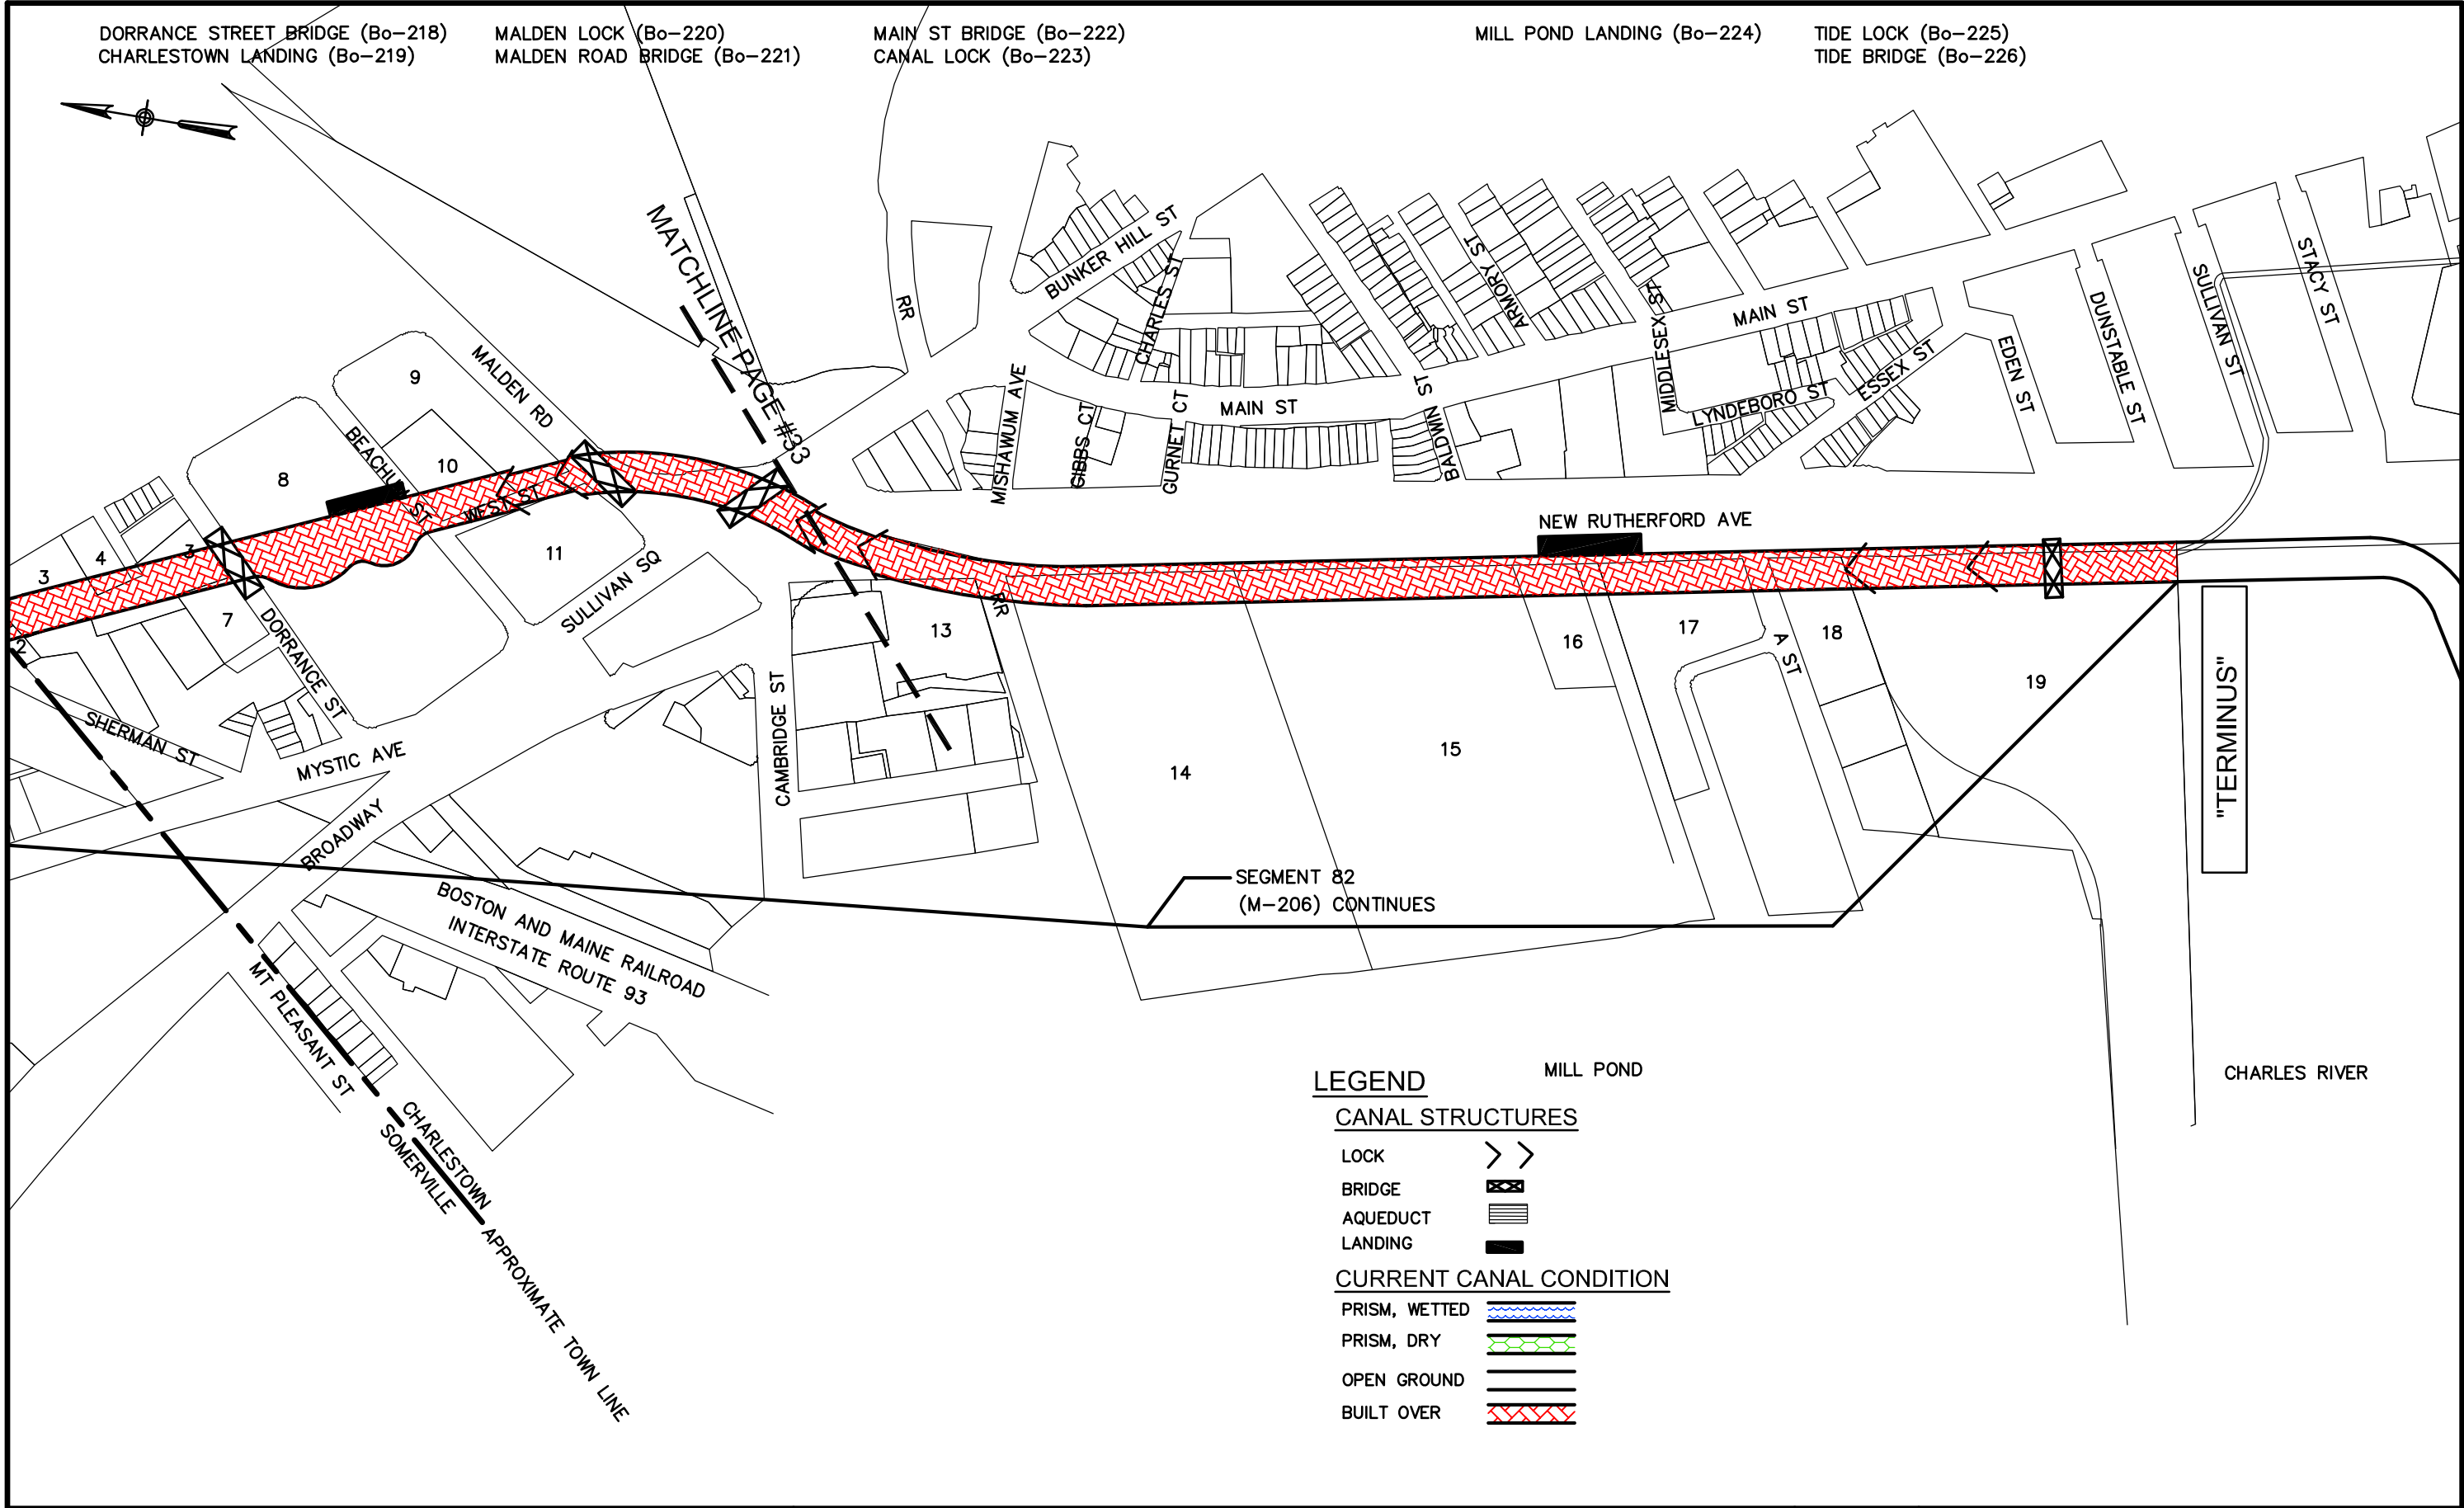 DORRANCE STREET BRIDGE (Bo-218)
CHARLESTOWN LANDING (Bo-219)
MALDEN LOCK (Bo-220)
MALDEN ROAD BRIDGE (Bo-221)
MAIN ST BRIDGE (Bo-222)
CANAL LOCK (Bo-223)
MILL POND LANDING (Bo-224)
TIDE LOCK (Bo-225)
TIDE BRIDGE (Bo-226)
MATCHLINE PAGE #33
RR
BUNKER HILL ST
CHARLES ST
ARMORY ST
MIDDLESEX ST
MAIN ST
DUNSTABLE ST
SULLIVAN ST
STACY ST
EDEN ST
ESSEX ST
LYNDEBORO ST
BALDWIN ST
MAIN ST
GURNET CT
GIBBS CT
MISHAWUM AVE
MALDEN RD
9
10
8
WEST ST
11
SULLIVAN SQ
3
4
3
7
2
DORRANCE ST
SHERMAN ST
MYSTIC AVE
BROADWAY
CAMBRIDGE ST
13
RR
NEW RUTHERFORD AVE
14
15
16
17
A ST
18
19
"TERMINUS"
SEGMENT 82
(M-206) CONTINUES
BOSTON AND MAINE RAILROAD
INTERSTATE ROUTE 93
MT PLEASANT ST
CHARLESTOWN
SOMERVILLE
APPROXIMATE TOWN LINE
MILL POND
CHARLES RIVER
LEGEND
CANAL STRUCTURES
LOCK
BRIDGE
AQUEDUCT
LANDING
CURRENT CANAL CONDITION
PRISM, WETTED
PRISM, DRY
OPEN GROUND
BUILT OVER